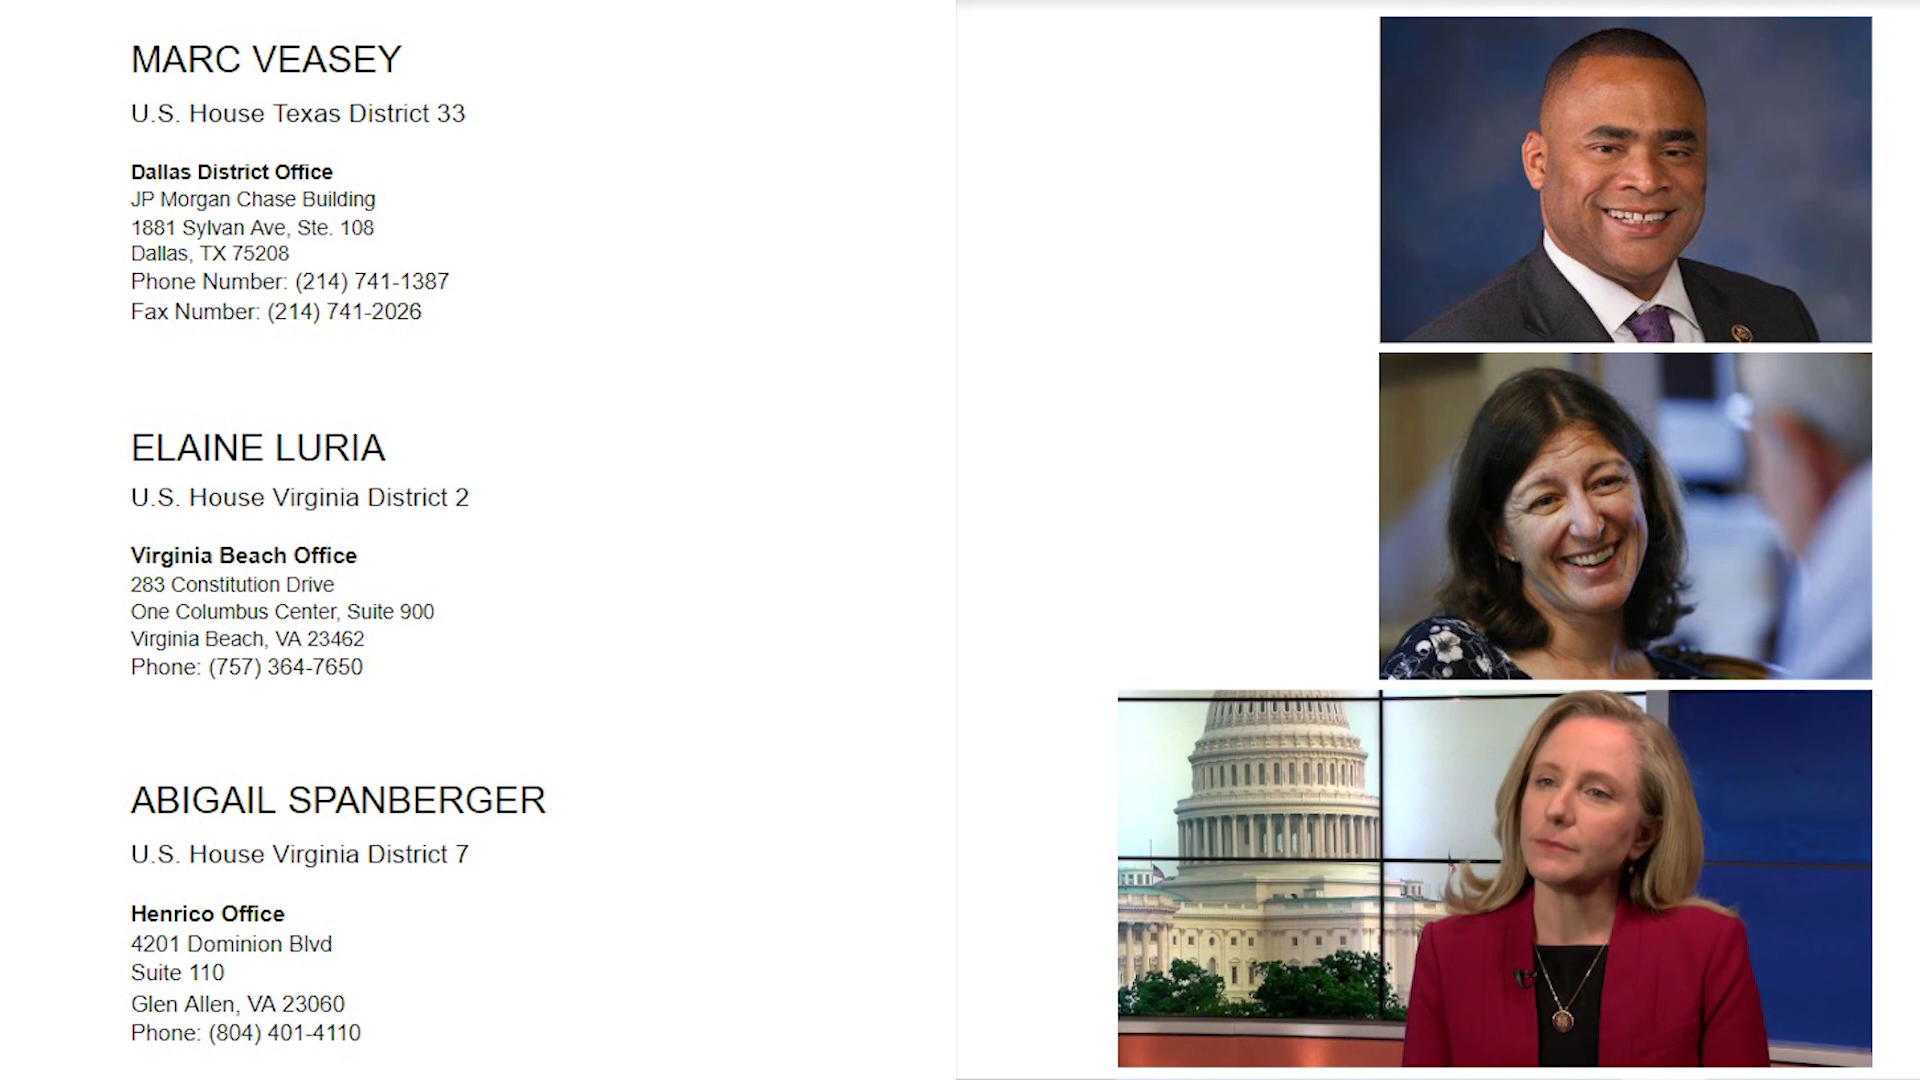 MARC VEASEY
U.S. House Texas District 33
Dallas District Office
JP Morgan Chase Building
1881 Sylvan Ave, Ste. 108
Dallas, TX 75208
Phone Number: (214) 741-1387
Fax Number: (214) 741-2026
ELAINE LURIA
U.S. House Virginia District 2
Virginia Beach Office
283 Constitution Drive
One Columbus Center, Suite 900
Virginia Beach, VA 23462
Phone: (757) 364-7650
ABIGAIL SPANBERGER
U.S. House Virginia District 7
Henrico Office
4201 Dominion Blvd
Suite 110
Glen Allen, VA 23060
Phone: (804) 401-4110